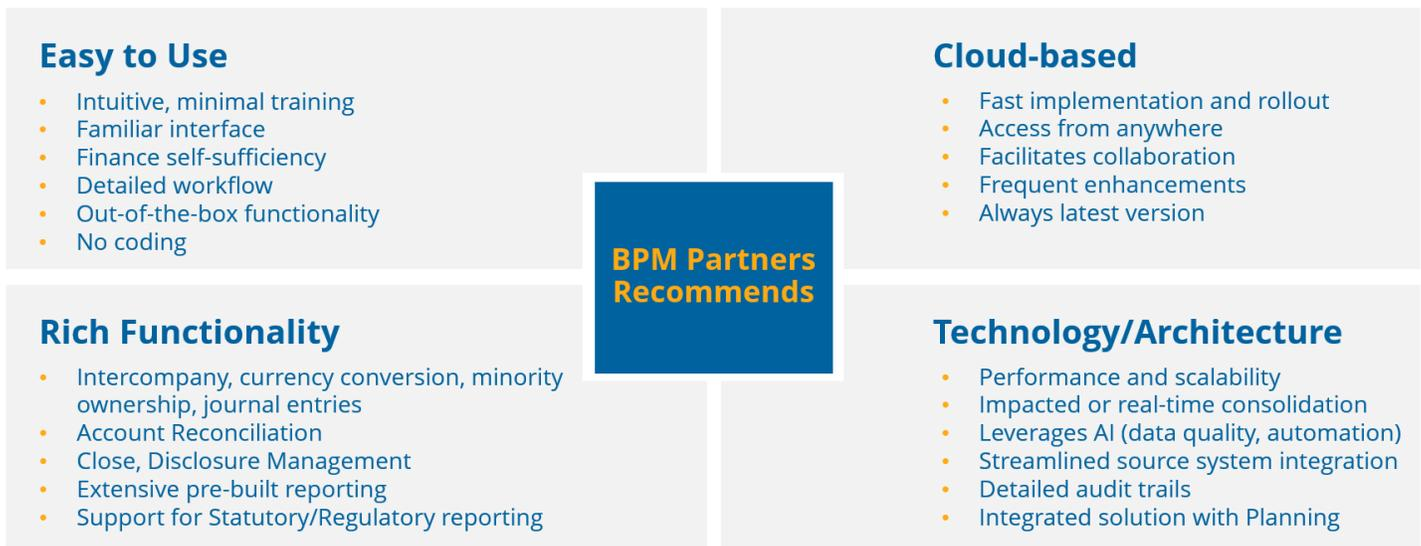 Easy to Use
• Intuitive, minimal training
• Familiar interface
• Finance self-sufficiency
• Detailed workflow
• Out-of-the-box functionality
• No coding
Cloud-based
• Fast implementation and rollout
• Access from anywhere
• Facilitates collaboration
• Frequent enhancements
• Always latest version
BPM Partners
Recommends
Rich Functionality
• Intercompany, currency conversion, minority
ownership, journal entries
• Account Reconciliation
• Close, Disclosure Management
• Extensive pre-built reporting
• Support for Statutory/Regulatory reporting
Technology/Architecture
• Performance and scalability
• Impacted or real-time consolidation
• Leverages AI (data quality, automation)
• Streamlined source system integration
• Detailed audit trails
• Integrated solution with Planning